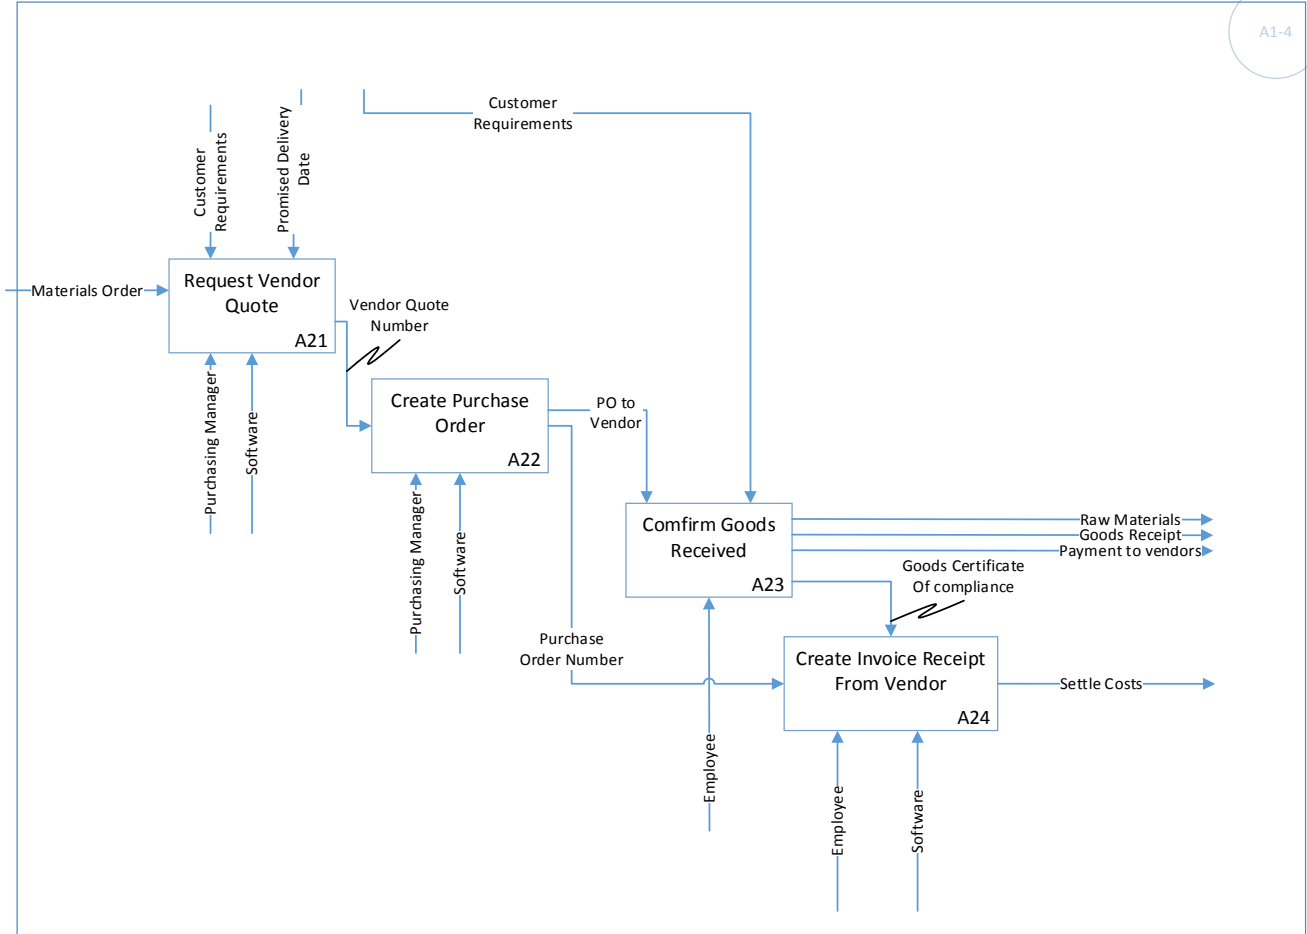 A1-4
Customer
Requirements
Customer
Requirements
Promised Delivery
Date
Materials Order
Request Vendor
Quote
A21
Vendor Quote
Number
Purchasing Manager
Software
Create Purchase
Order
A22
PO to
Vendor
Purchasing Manager
Software
Comfirm Goods
Received
A23
Raw Materials
Goods Receipt
Payment to vendors
Goods Certificate
Of compliance
Purchase
Order Number
Create Invoice Receipt
From Vendor
A24
Settle Costs
Employee
Employee
Software